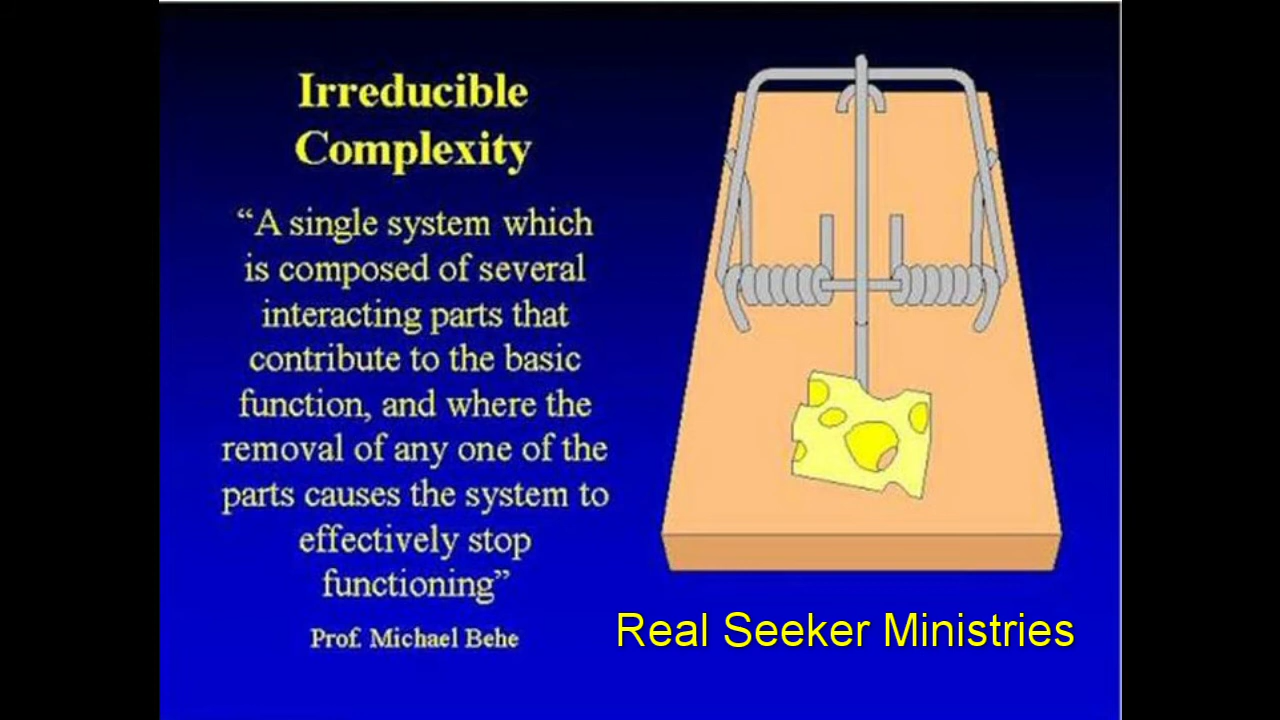 Irreducible
Complexity
“A single system which
is composed of several
interacting parts that
contribute to the basic
function, and where the
removal of any one of the
parts causes the system to
effectively stop
functioning”
Prof. Michael Behe
Real Seeker Ministries